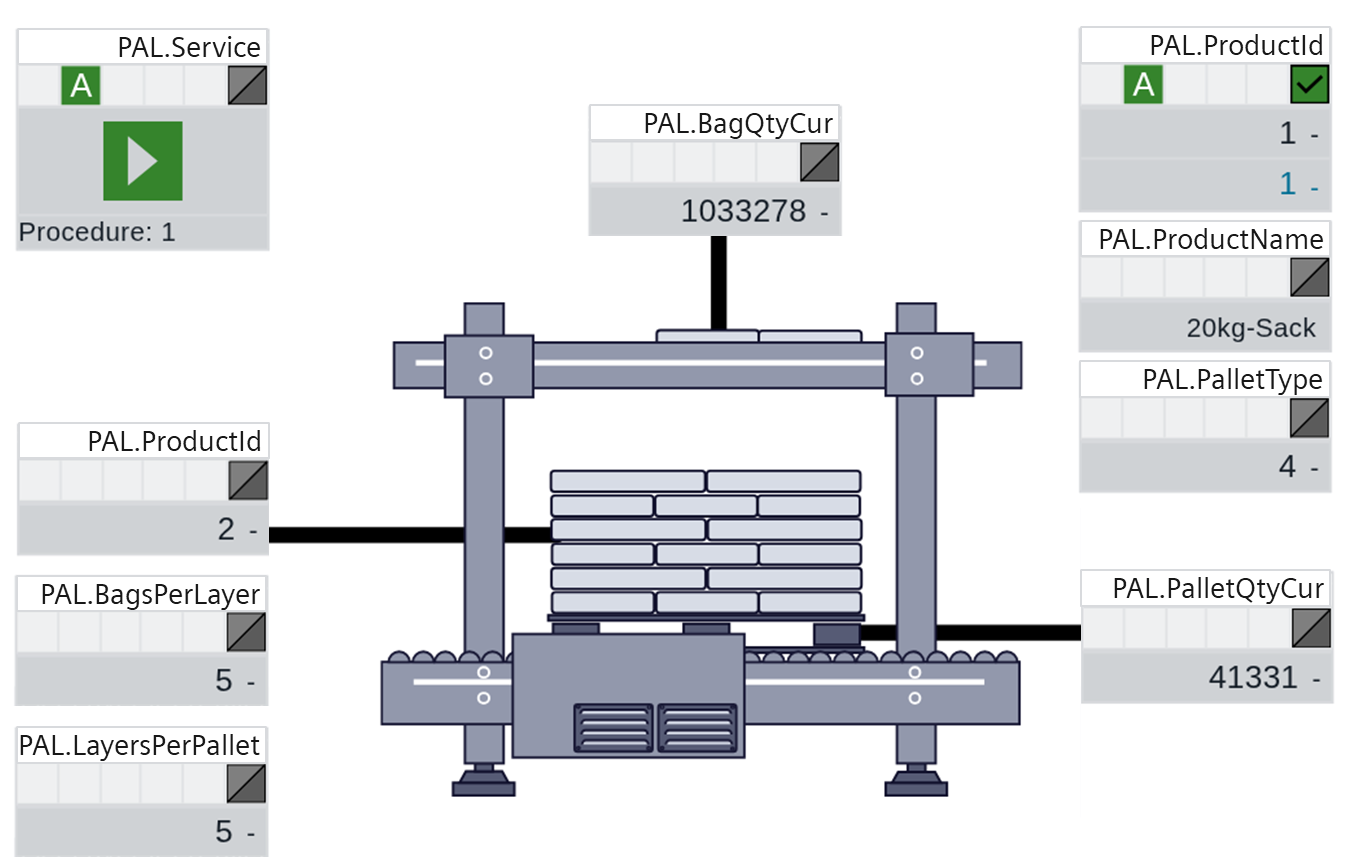 PAL.Service
A
Procedure: 1
PAL.BagQtyCur
1033278 -
PAL.ProductId
A
1 -
1 -
PAL.ProductName
20kg-Sack
PAL.PalletType
4 -
PAL.ProductId
2 -
PAL.BagsPerLayer
5 -
PAL.LayersPerPallet
5 -
PAL.PalletQtyCur
41331 -